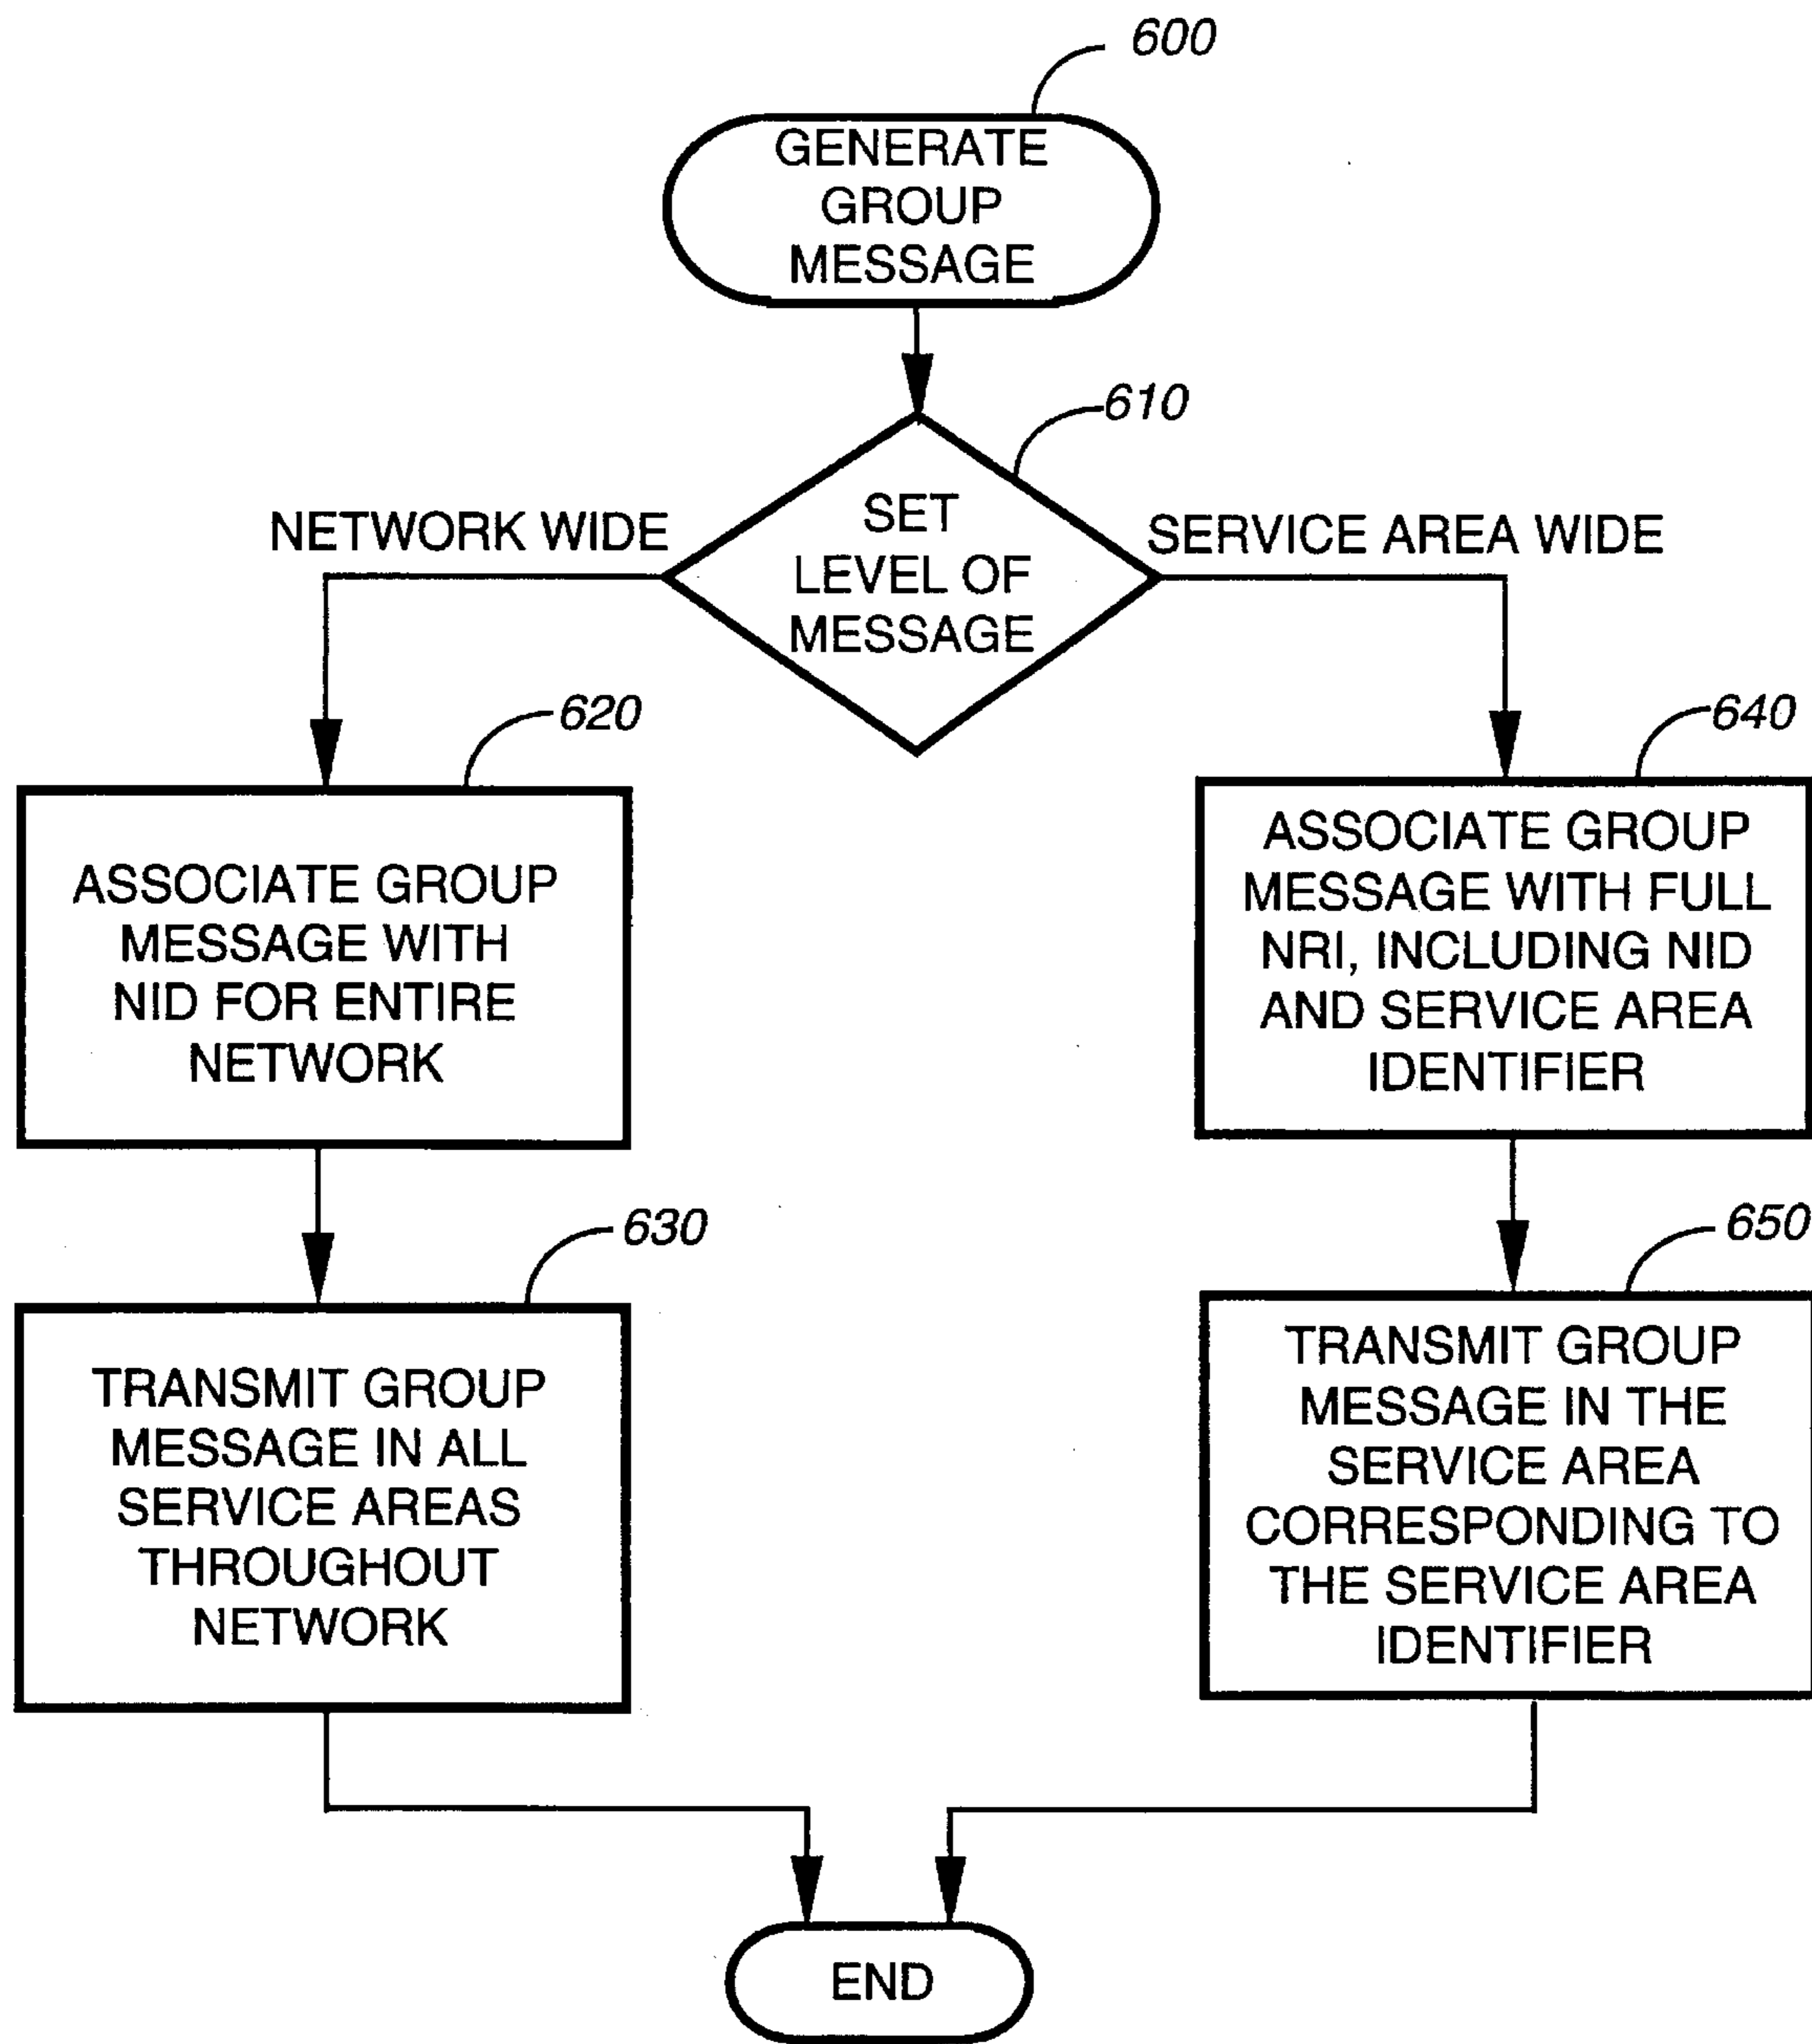 600
GENERATE
GROUP
MESSAGE
610
SET
LEVEL OF
MESSAGE
NETWORK WIDE
SERVICE AREA WIDE
620
ASSOCIATE GROUP
MESSAGE WITH
NID FOR ENTIRE
NETWORK
640
ASSOCIATE GROUP
MESSAGE WITH FULL
NRI, INCLUDING NID
AND SERVICE AREA
IDENTIFIER
630
TRANSMIT GROUP
MESSAGE IN ALL
SERVICE AREAS
THROUGHOUT
NETWORK
650
TRANSMIT GROUP
MESSAGE IN THE
SERVICE AREA
CORRESPONDING TO
THE SERVICE AREA
IDENTIFIER
END